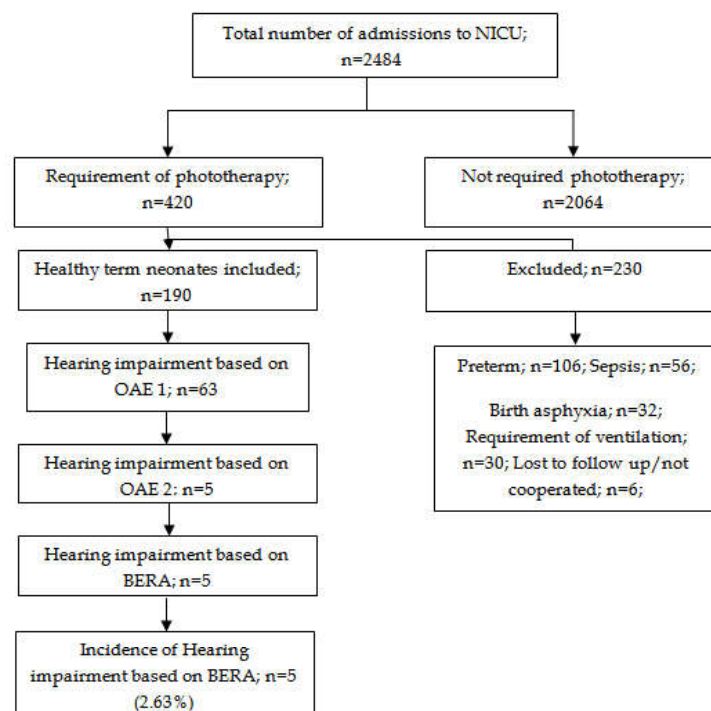 Total number of admissions to NICU;
n=2484
Requirement of phototherapy;
n=420
Not required phototherapy;
n=2064
Healthy term neonates included;
n=190
Excluded; n=230
Hearing impairment based on
OAE 1; n=63
Preterm; n=106; Sepsis; n=56;
Birth asphyxia; n=32;
Requirement of ventilation;
n=30; Lost to follow up/not
cooperated; n=6;
Hearing impairment based on
OAE 2: n=5
Hearing impairment based on
BERA; n=5
Incidence of Hearing
impairment based on BERA; n=5
(2.63%)